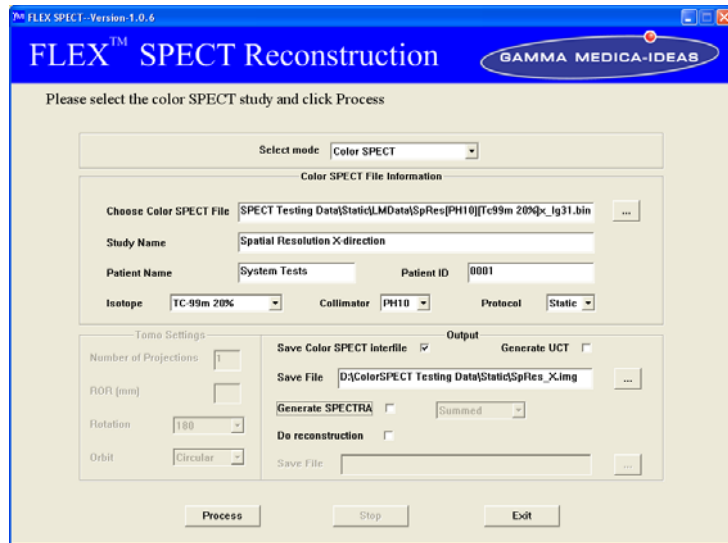 FLEX SPECT--Version-1.0.6
FLEX™ SPECT Reconstruction
GAMMA MEDICA-IDEAS
Please select the color SPECT study and click Process
Select mode Color SPECT
Color SPECT File Information
Choose Color SPECT File SPECT Testing Data\Static\LMData\SpRes[PH10][Tc99m 20%]x_lg31.bin ...
Study Name Spatial Resolution X-direction
Patient Name System Tests Patient ID 0001
Isotope TC-99m 20% Collimator PH10 Protocol Static
Tomo Settings
Number of Projections 1
ROR (mm)
Rotation 180
Orbit Circular
Output
Save Color SPECT interfile Generate UCT
Save File D:\ColorSPECT Testing Data\Static\SpRes_X.img ...
Generate SPECTRA Summed
Do reconstruction
Save File ...
Process Stop Exit